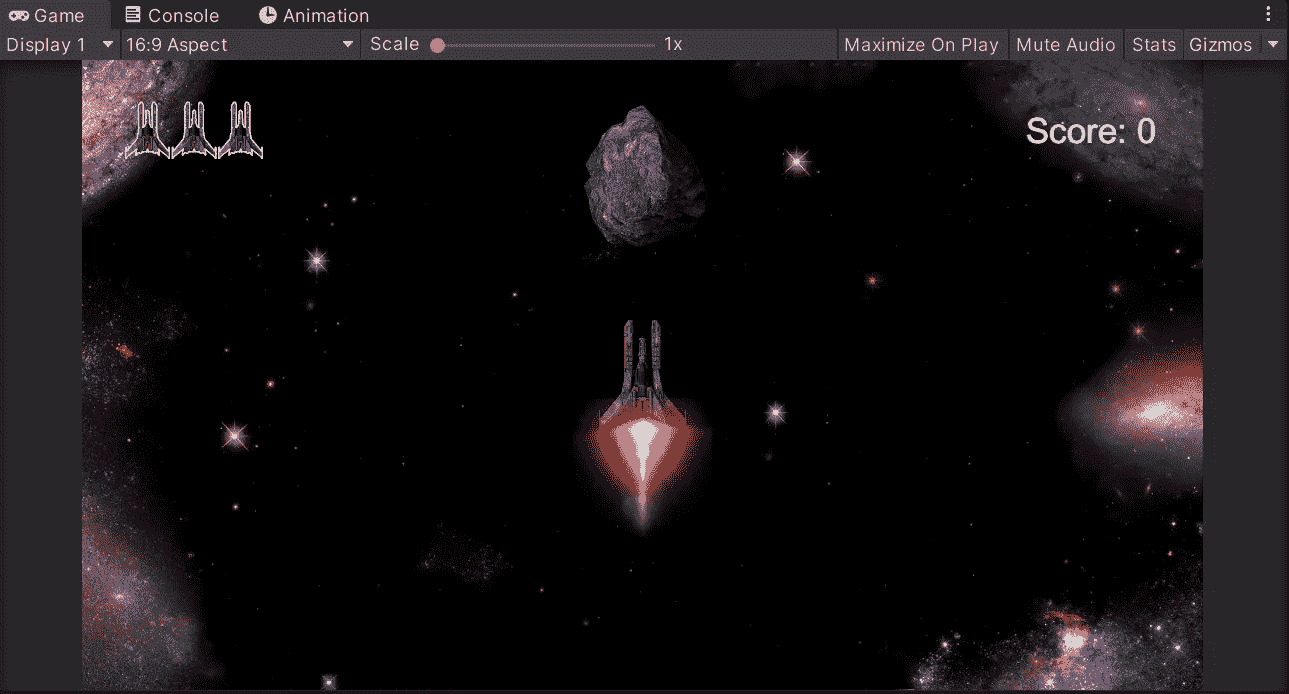 Game Console Animation
Display 1 16:9 Aspect Scale 1x Maximize On Play Mute Audio Stats Gizmos
Score: 0